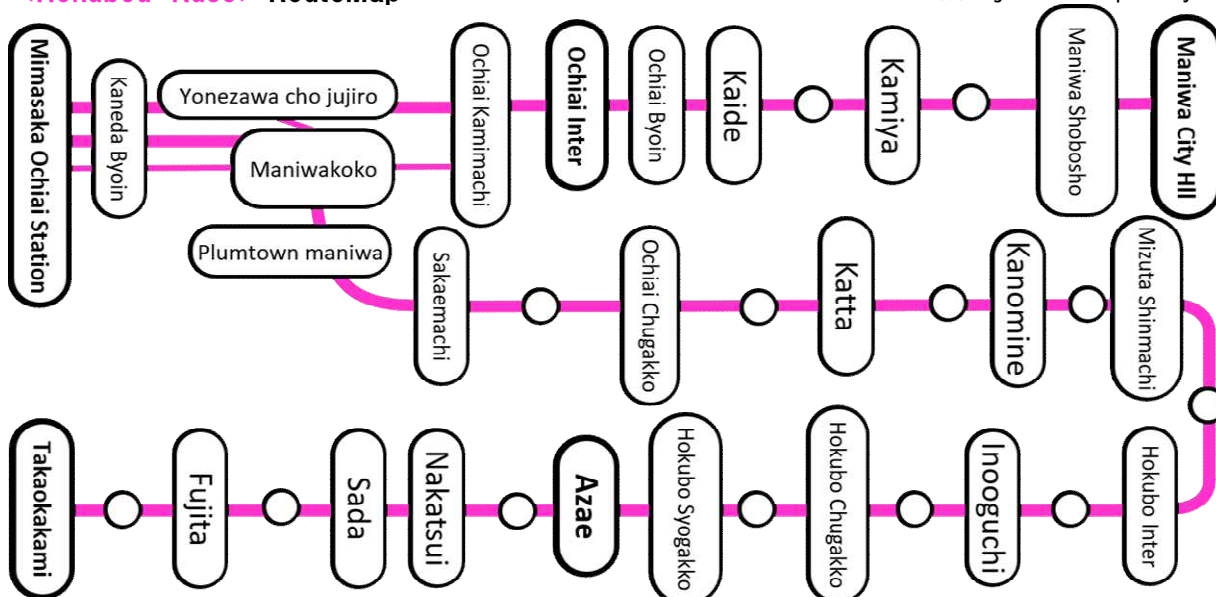 RouteMap
Mimasaka Ochiai Station
Kaneda Byoin
Yonezawa cho jujiro
Maniwakoko
Plumtown maniwa
Ochiai Kamimachi
Ochiai Inter
Ochiai Byoin
Kaide
Kamiya
Maniwa Shobosho
Maniwa City Hll
Sakaemachi
Ochiai Chugakko
Katta
Kanomine
Mizuta Shinmachi
Takaokakami
Fujita
Sada
Nakatsui
Azae
Hokubo Syogakko
Hokubo Chugakko
Inooguchi
Hokubo Inter